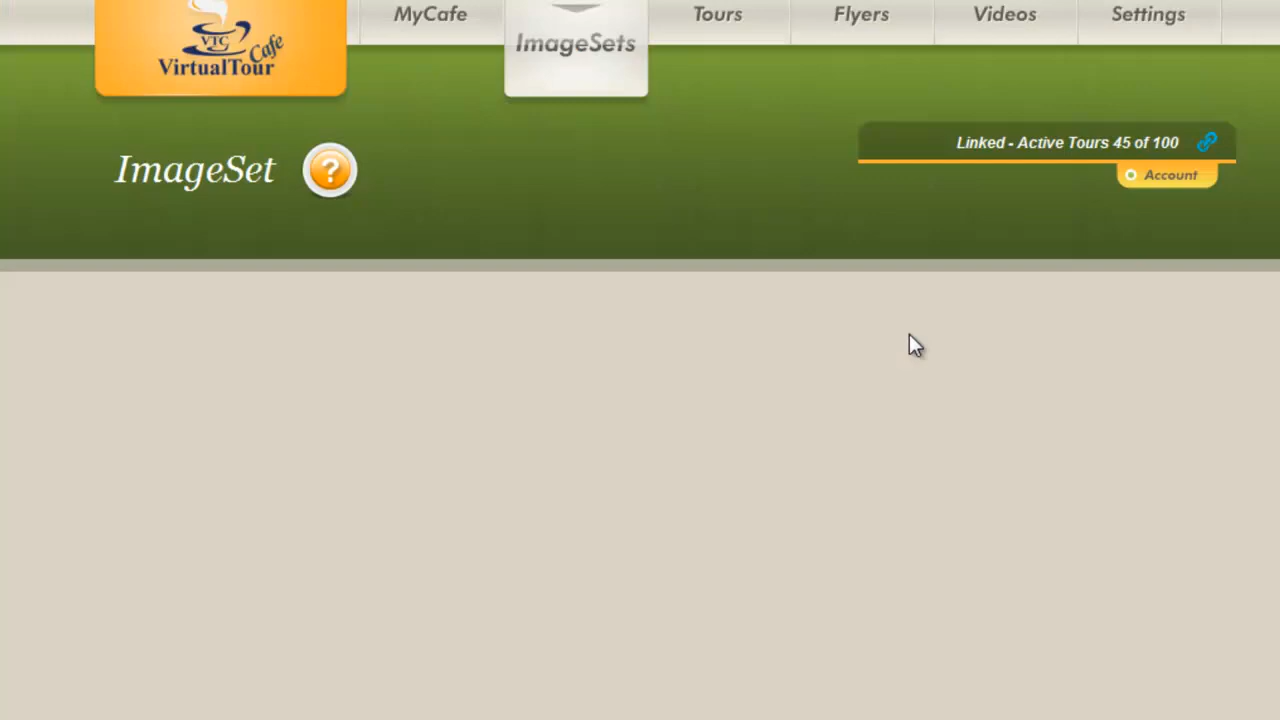 MyCafe
ImageSets
Tours
Flyers
Videos
Settings
VTC
Cafe
VirtualTour
ImageSet
?
Linked - Active Tours 45 of 100
Account